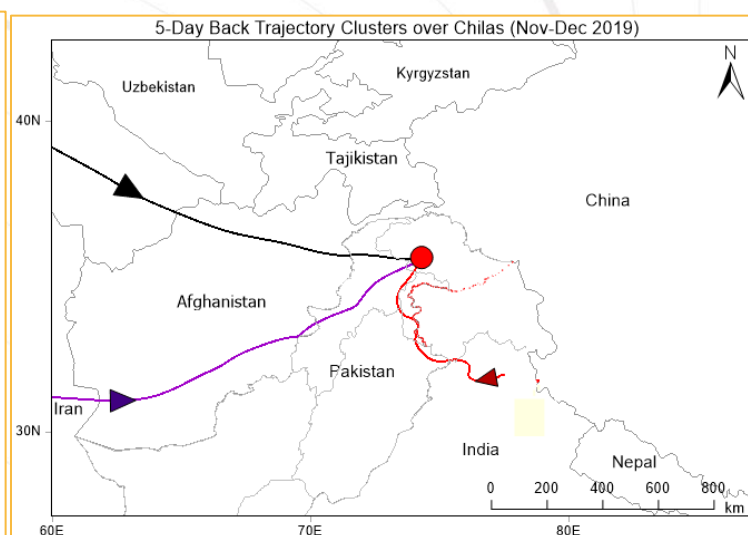 5-Day Back Trajectory Clusters over Chilas (Nov-Dec 2019)
N
Kyrgyzstan
Uzbekistan
40N
Tajikistan
China
Afghanistan
Pakistan
Iran
30N
India
Nepal
0 200 400 600 800
km
60E 70E 80E